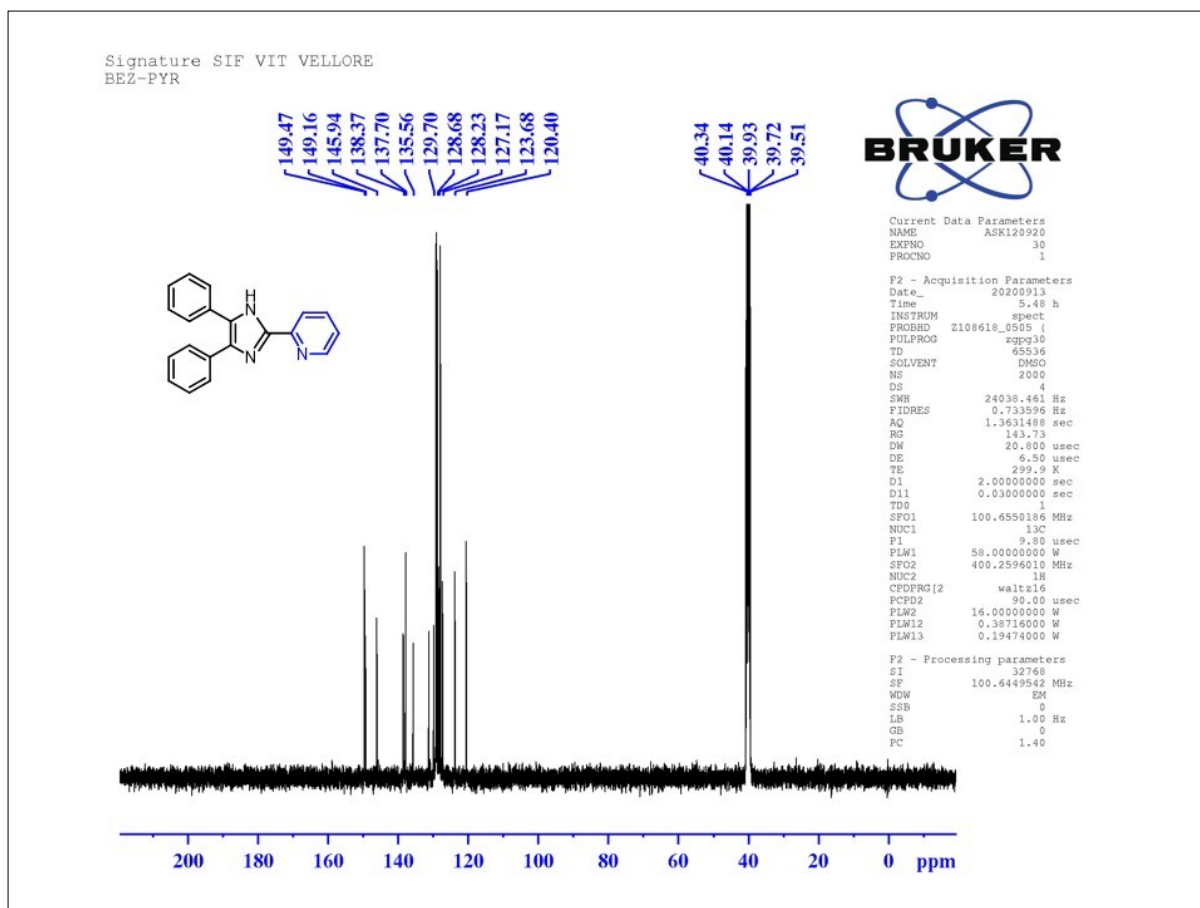 Signature SIF VIT VELLORE
BEZ-PYR
149.47
149.16
145.94
138.37
137.70
135.56
129.70
128.68
128.23
127.17
123.68
120.40
40.34
40.14
39.93
39.72
39.51
BRUKER
Current Data Parameters
NAME ASK120920
EXPNO 30
PROCNO 1
F2 - Acquisition Parameters
Date_ 20200913
Time 5.48 h
INSTRUM spect
PROBHD Z108618_0505 (
PULPROG zgpg30
TD 65536
SOLVENT DMSO
NS 2000
DS 4
SWH 24038.461 Hz
FIDRES 0.733596 Hz
AQ 1.3631488 sec
RG 143.73
DW 20.800 usec
DE 6.50 usec
TE 299.9 K
D1 2.00000000 sec
D11 0.03000000 sec
TD0 1
SFO1 100.6550186 MHz
NUC1 13C
P1 9.80 usec
PLW1 58.00000000 W
SFO2 400.2596010 MHz
NUC2 1H
CPDPRG[2 waltz16
PCPD2 90.00 usec
PLW2 16.00000000 W
PLW12 0.38716000 W
PLW13 0.19474000 W
F2 - Processing parameters
SI 32768
SF 100.6449542 MHz
WDW EM
SSB 0
LB 1.00 Hz
GB 0
PC 1.40
H
N
N
N
200 180 160 140 120 100 80 60 40 20 0 ppm